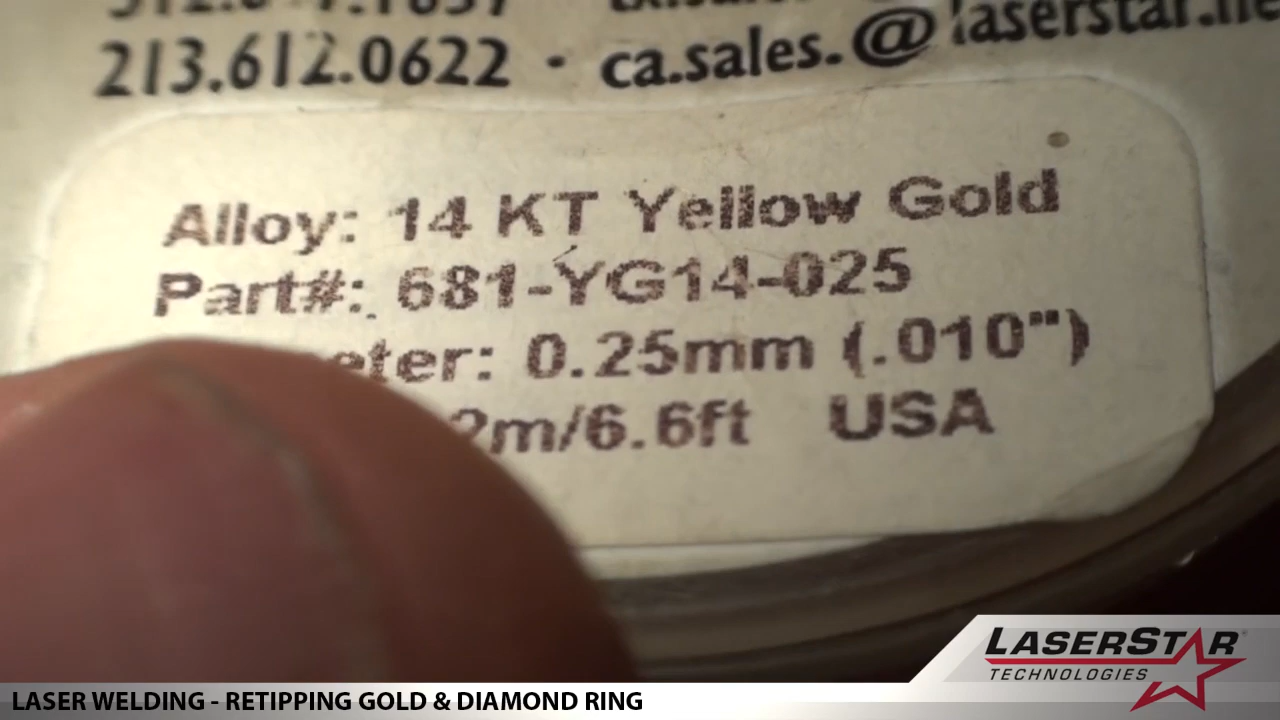 213.612.0622 · ca.sales.@laserstar.ne
Alloy: 14 KT Yellow Gold
Part#: 681-YG14-025
eter: 0.25mm (.010")
2m/6.6ft USA
LASERSTAR
TECHNOLOGIES
LASER WELDING - RETIPPING GOLD & DIAMOND RING